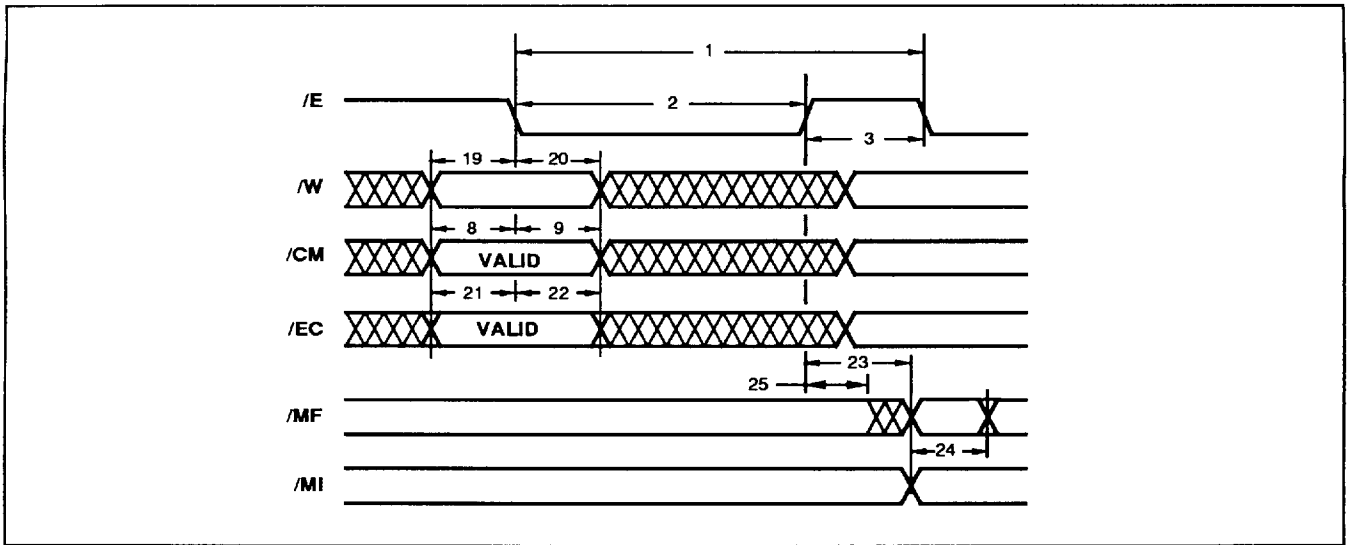 1
/E
2
3
19 20
/W
8 9
/CM VALID
21 22
/EC VALID
23
25
/MF
24
/MI